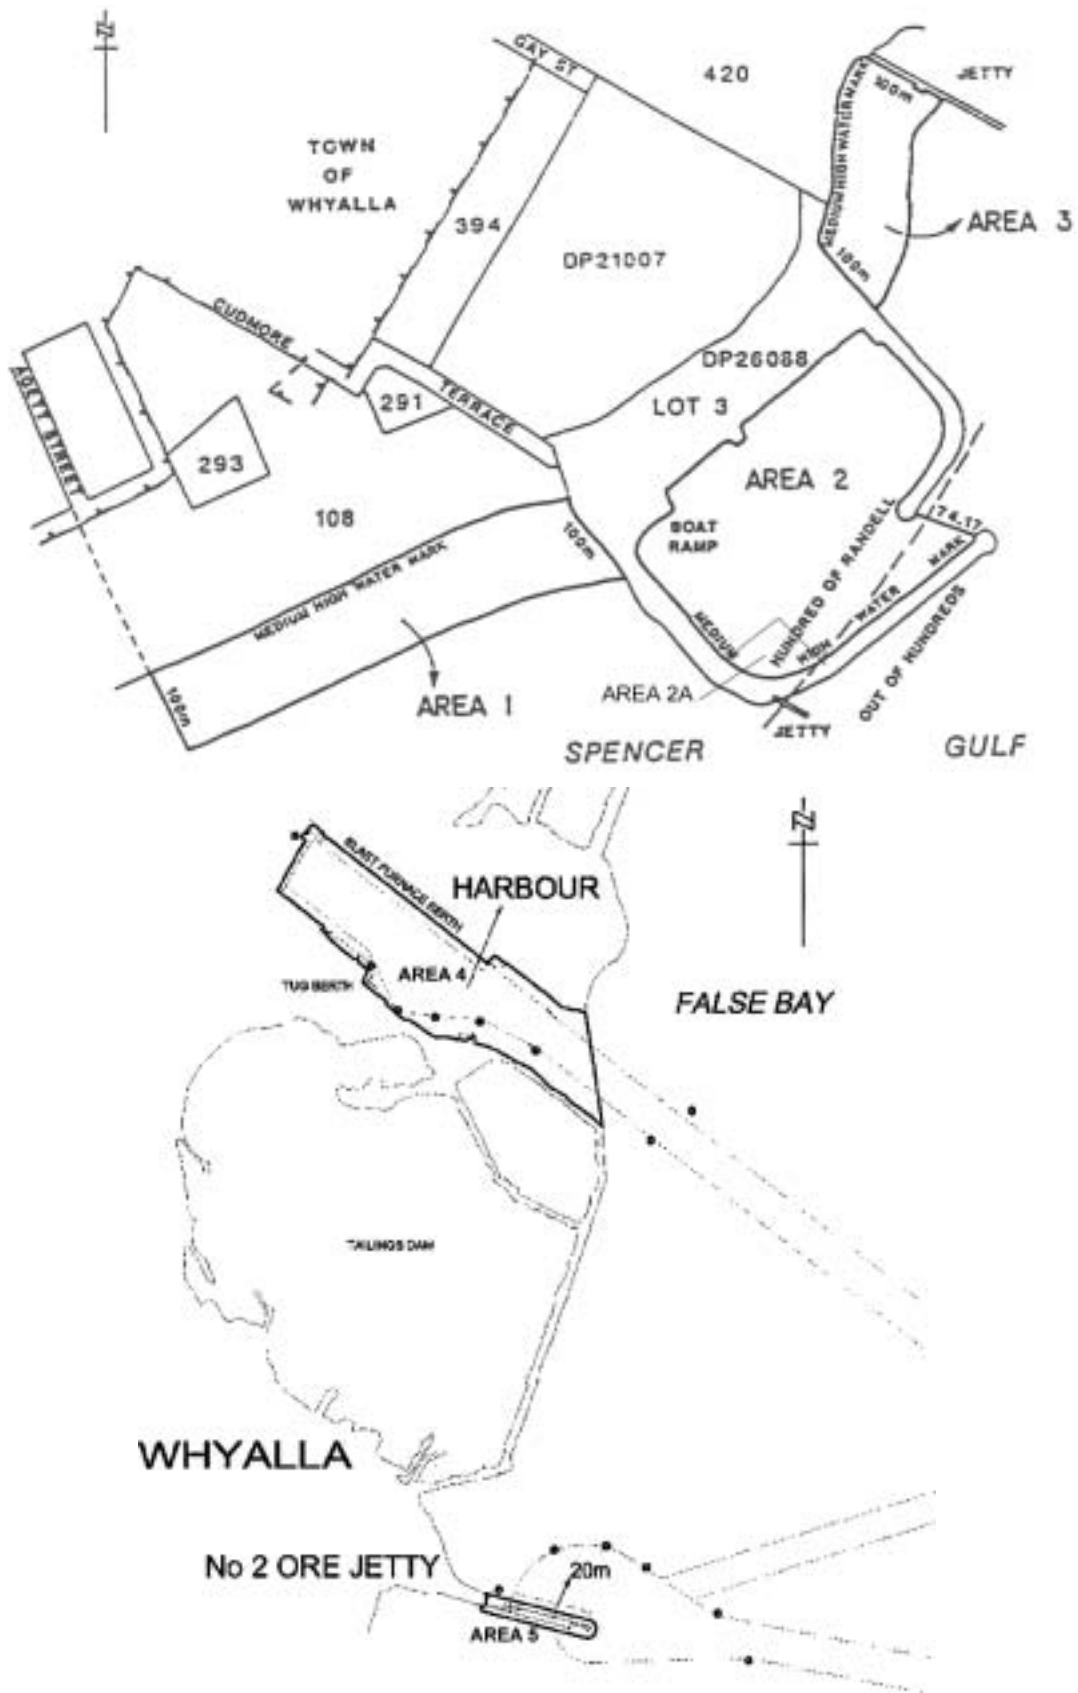 N
GAY ST
420
JETTY
100m
MEDIUM HIGH WATER MARK
TOWN
OF
WHYALLA
394
AREA 3
DP21007
100m
CUDMORE
DP26088
TERRACE
291
LOT 3
STREET
293
AREA 2
108
100m
BOAT
RAMP
174.17
HUNDRED OF RANDELL
MEDIUM HIGH WATER MARK
MEDIUM
HIGH
WATER
MARK
OUT OF HUNDREDS
AREA 2A
100m
AREA 1
JETTY
SPENCER
GULF
N
BLAST FURNACE BERTH
HARBOUR
AREA 4
TUG BERTH
FALSE BAY
TAILINGS DAM
WHYALLA
No 2 ORE JETTY
20m
AREA 5